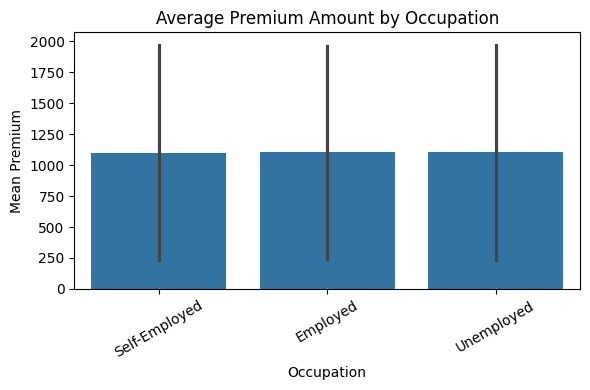 Average Premium Amount by Occupation
Mean Premium
2000
1750
1500
1250
1000
750
500
250
0
Self-Employed
Employed
Unemployed
Occupation